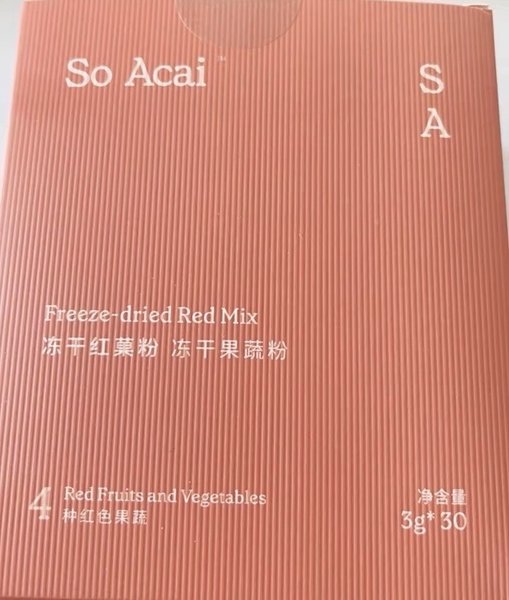 So Acai™
S
A
Freeze-dried Red Mix
冻干红菓粉 冻干果蔬粉
4 Red Fruits and Vegetables
种红色果蔬
净含量
3g* 30